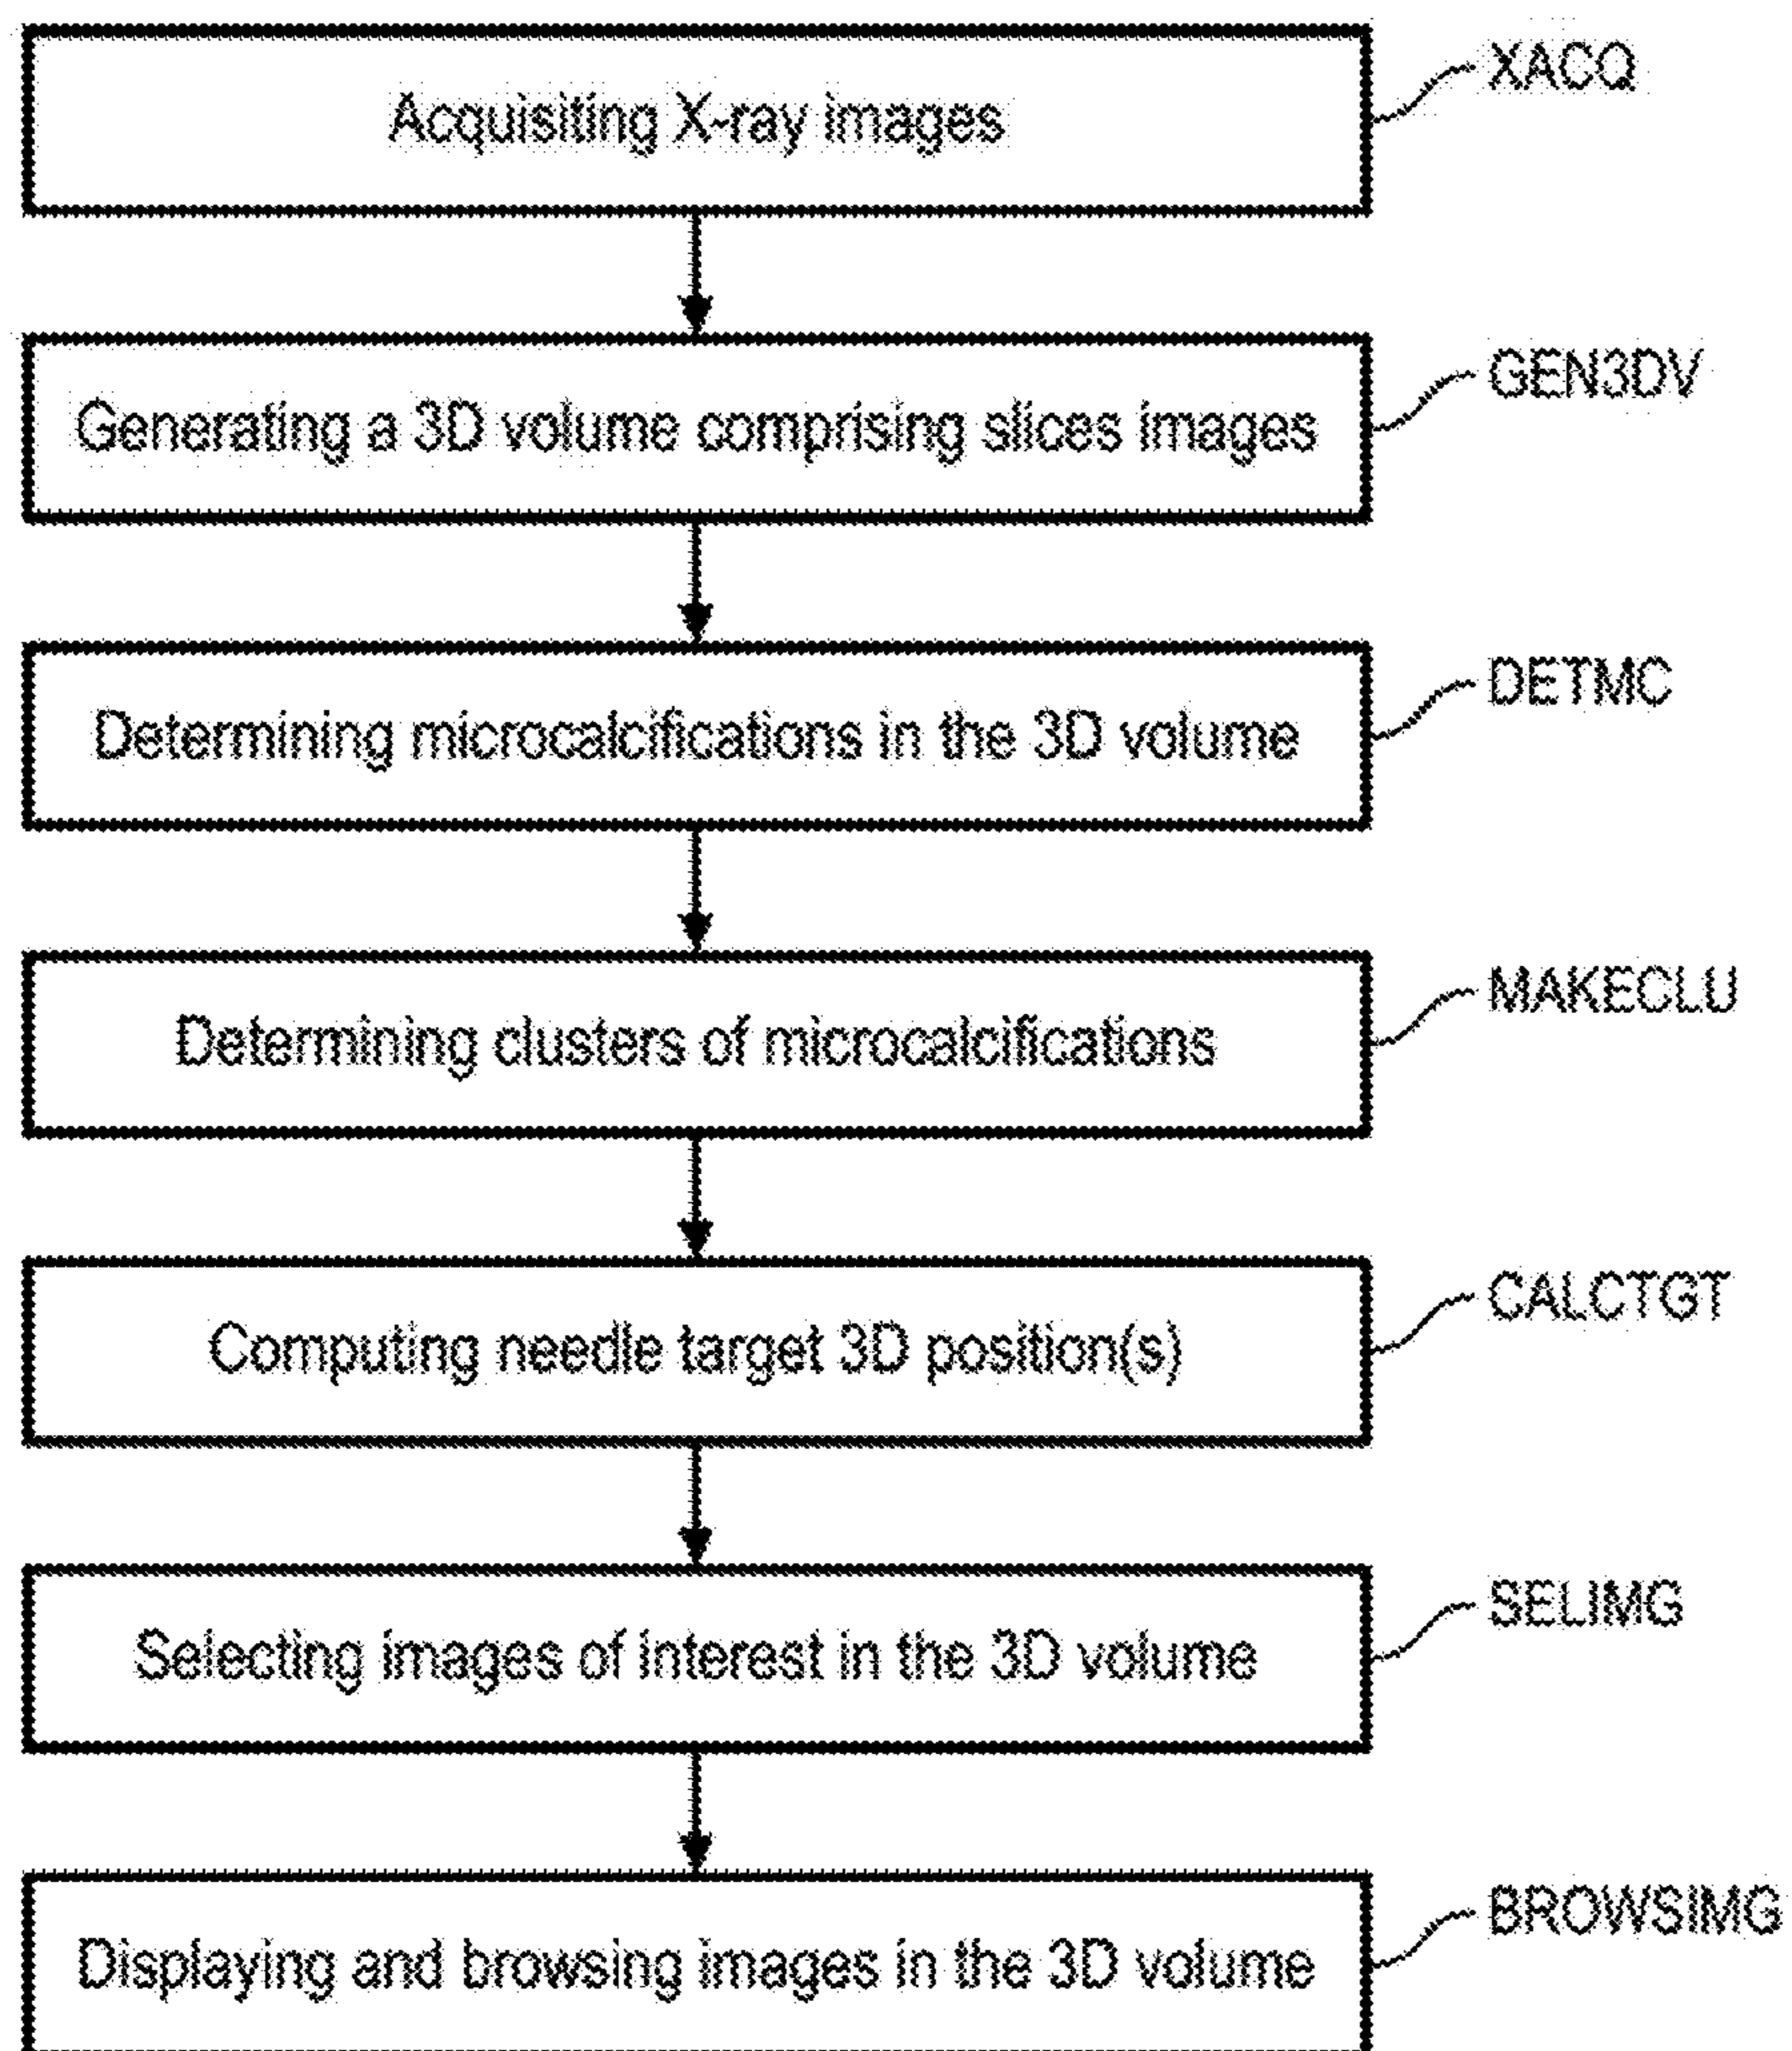 Acquisiting X-ray images
XACQ
Generating a 3D volume comprising slices images
GEN3DV
Determining microcalcifications in the 3D volume
DETMC
Determining clusters of microcalcifications
MAKECLU
Computing needle target 3D position(s)
CALCTGT
Selecting images of interest in the 3D volume
SELIMG
Displaying and browsing images in the 3D volume
BROWSIMG